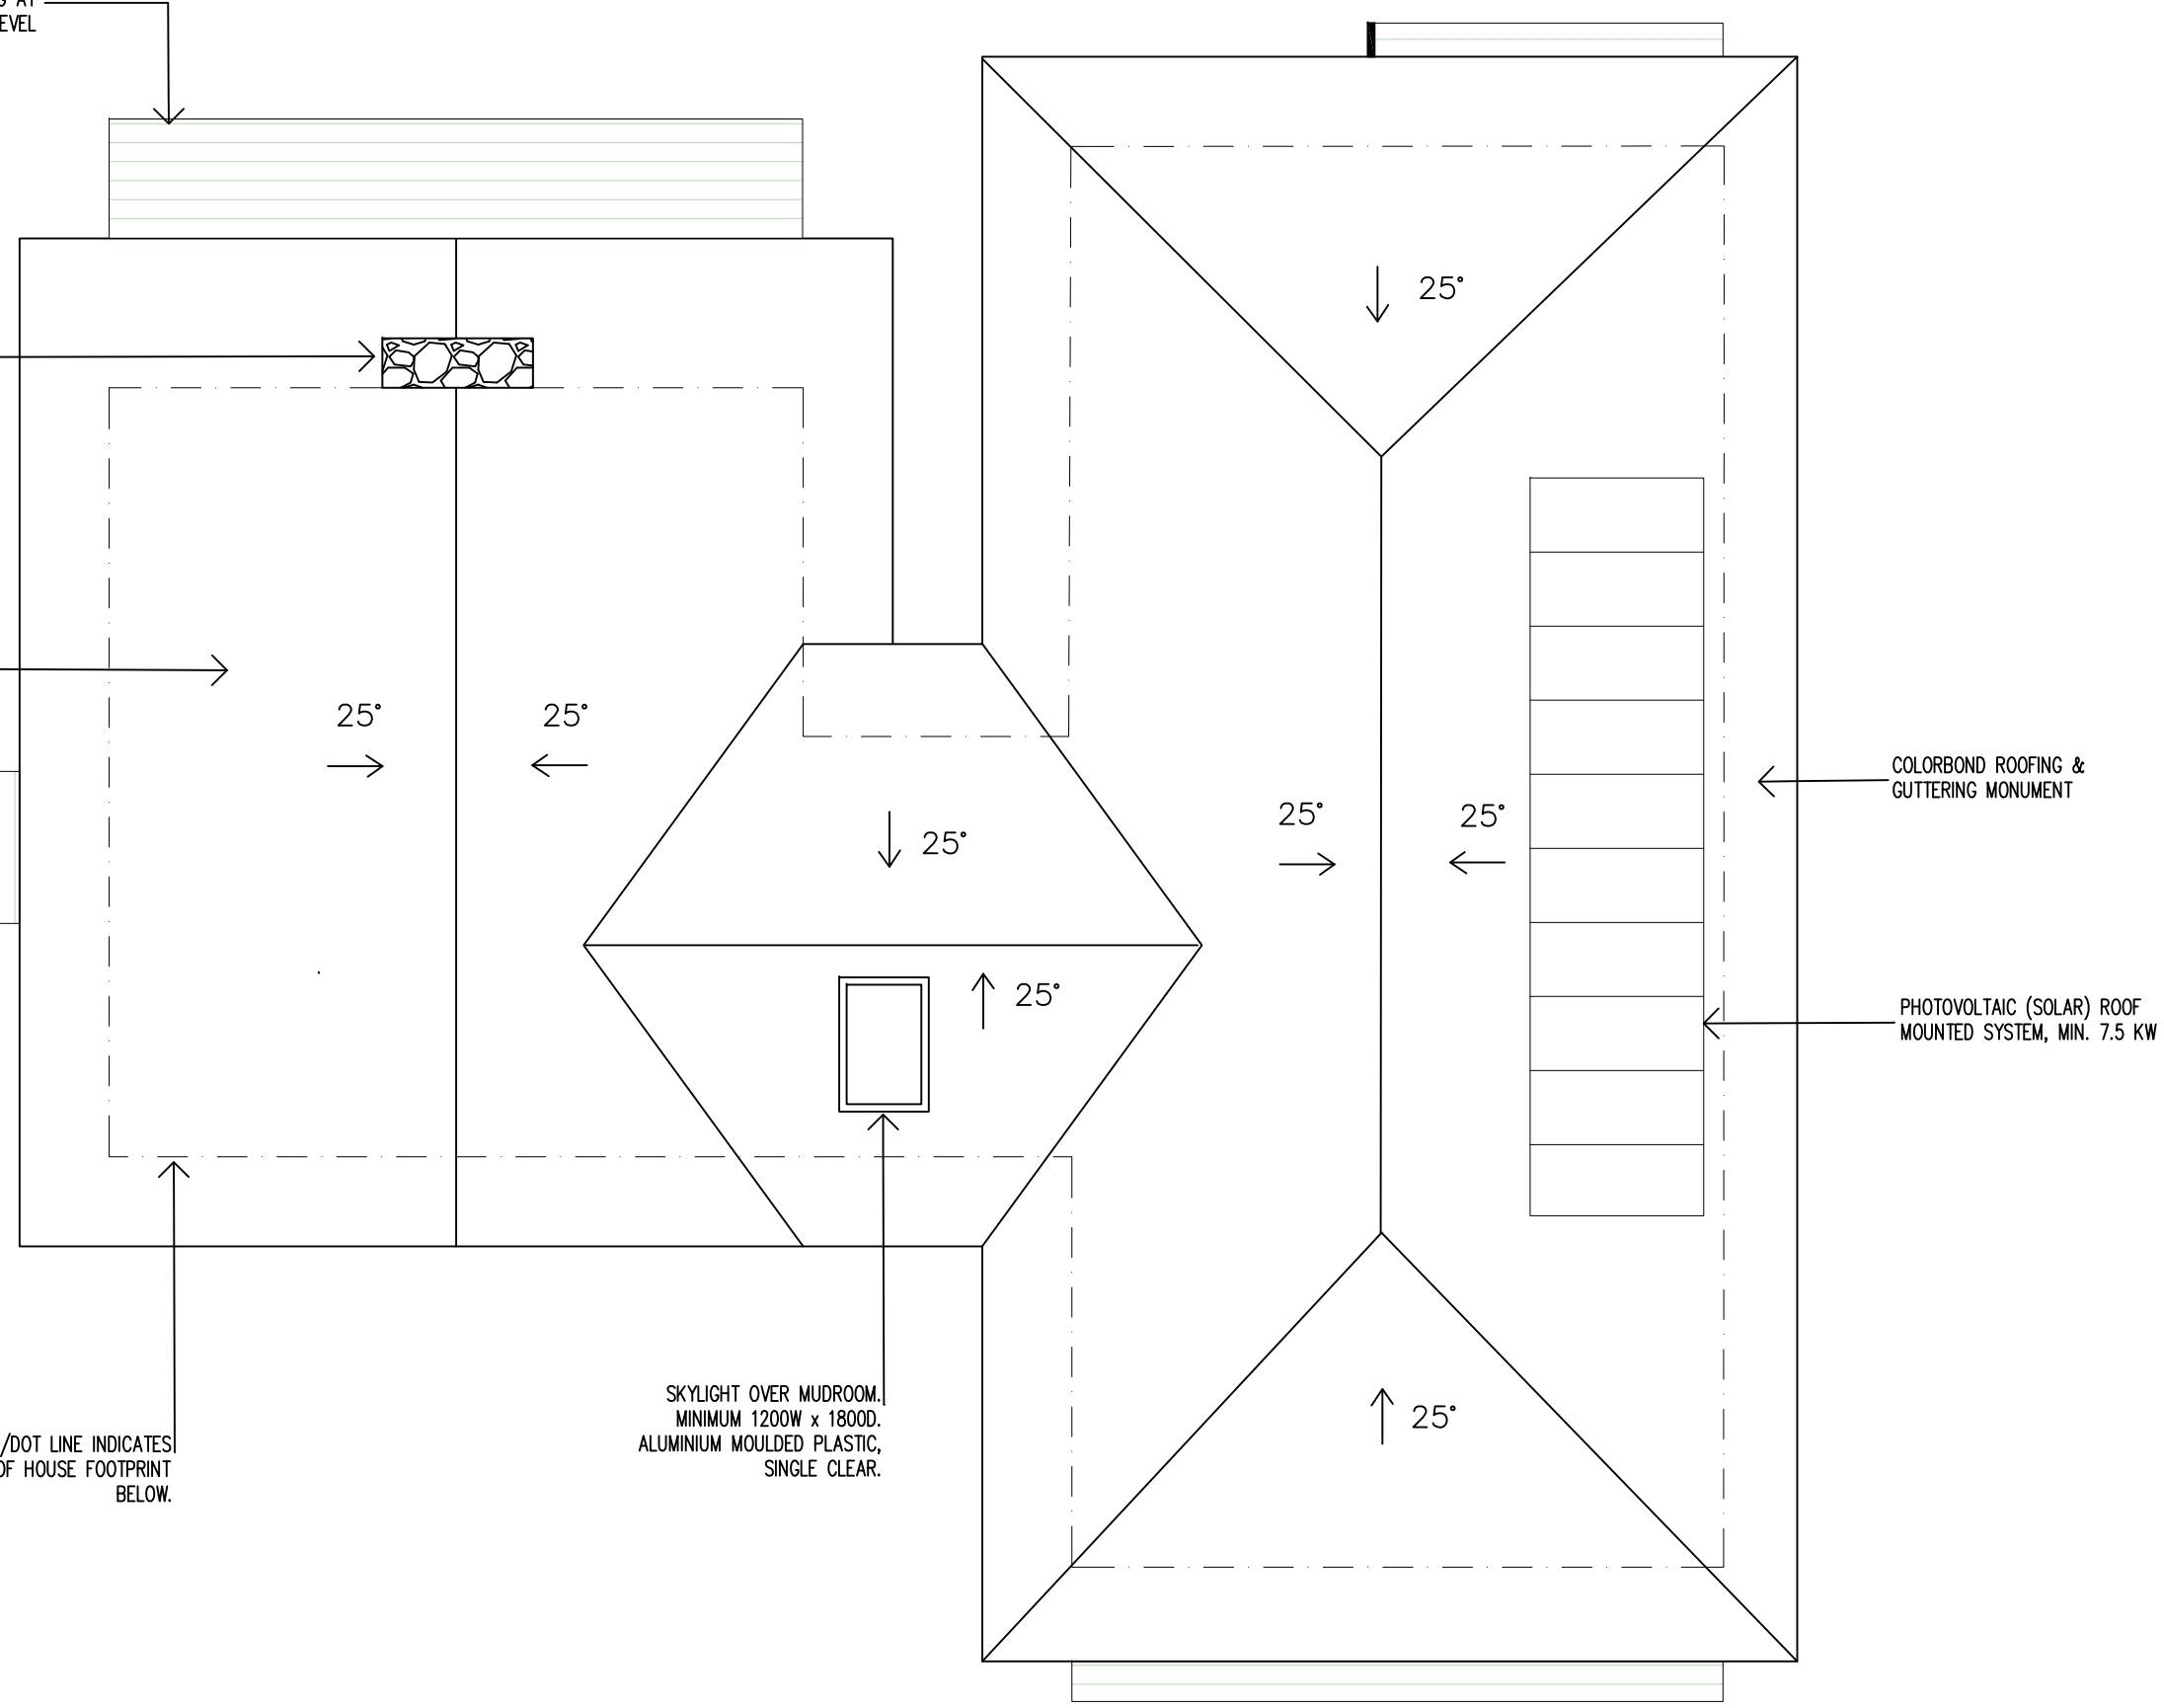 AT
EVEL
25°
25°
25°
25°
25°
25°
25°
25°
COLORBOND ROOFING &
GUTTERING MONUMENT
PHOTOVOLTAIC (SOLAR) ROOF
MOUNTED SYSTEM, MIN. 7.5 KW
SKYLIGHT OVER MUDROOM.
MINIMUM 1200W x 1800D.
ALUMINIUM MOULDED PLASTIC,
SINGLE CLEAR.
/DOT LINE INDICATES
OF HOUSE FOOTPRINT
BELOW.